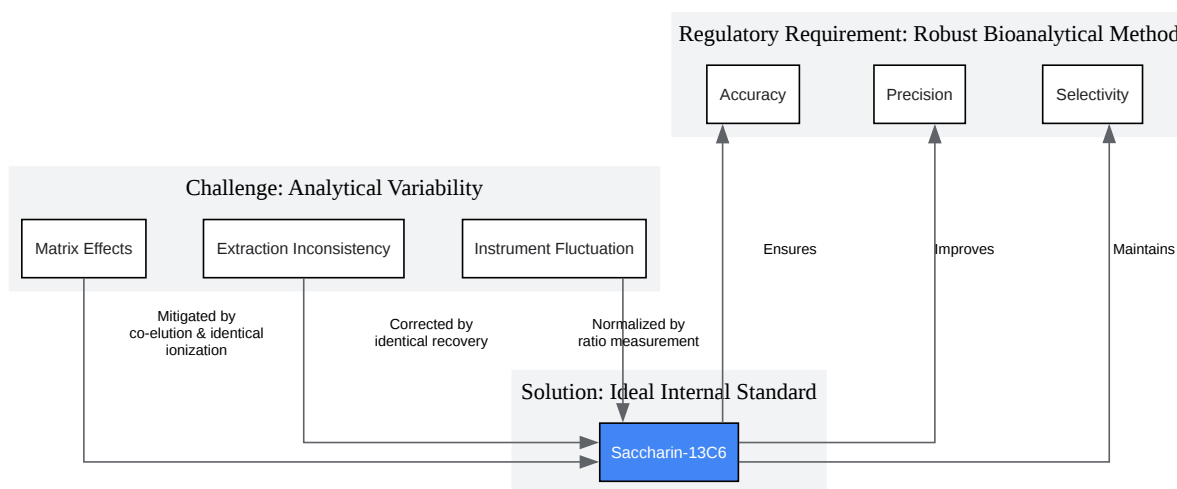 Regulatory Requirement: Robust Bioanalytical Method
Accuracy
Precision
Selectivity
Challenge: Analytical Variability
Matrix Effects
Extraction Inconsistency
Instrument Fluctuation
Ensures
Improves
Maintains
Mitigated by
co-elution & identical
ionization
Corrected by
identical recovery
Normalized by
ratio measurement
Solution: Ideal Internal Standard
Saccharin-13C6